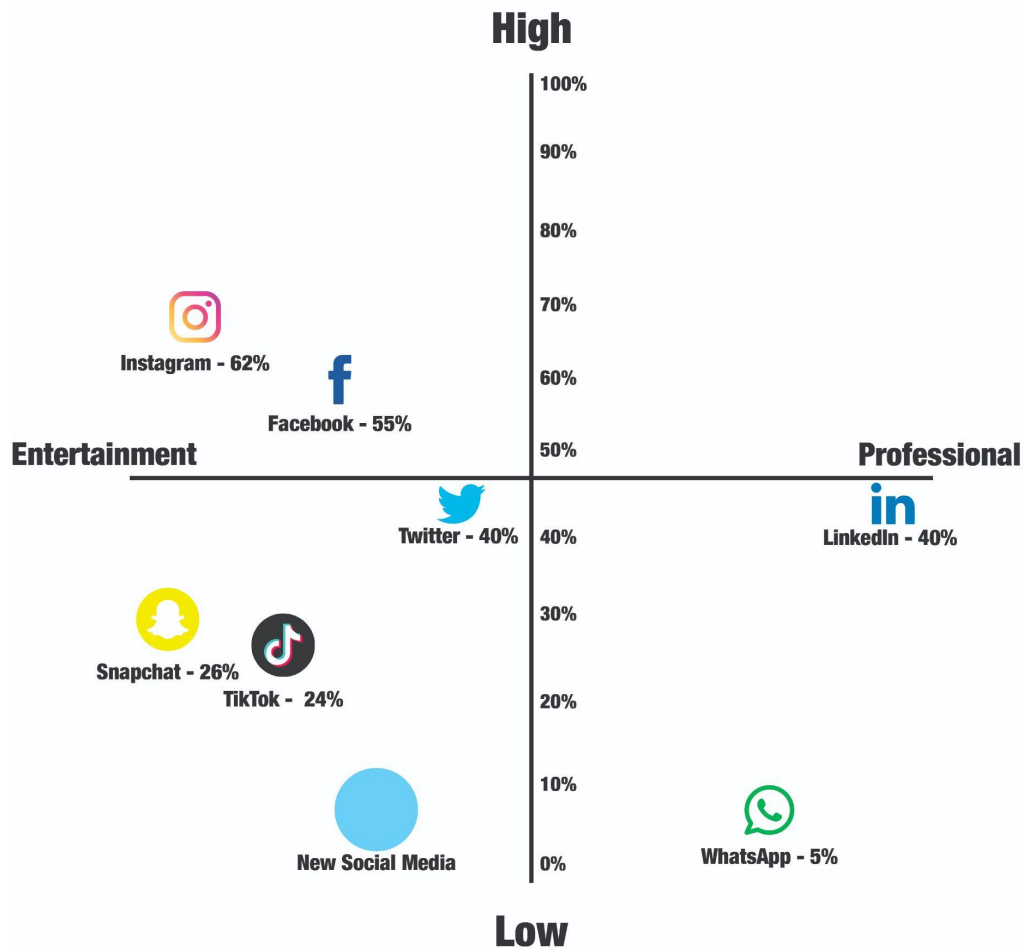 High
100%
90%
80%
70%
Instagram - 62%
60%
Facebook - 55%
50%
Entertainment
Professional
in
Twitter - 40%
40%
LinkedIn - 40%
30%
Snapchat - 26%
TikTok - 24%
20%
10%
New Social Media
WhatsApp - 5%
0%
Low